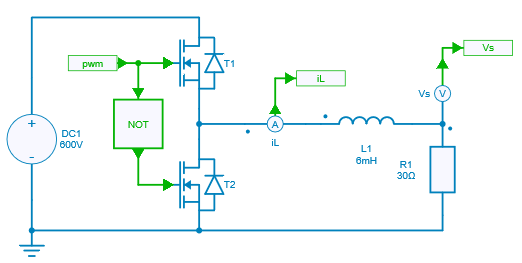 Vs
pwm
T1
iL
Vs
V
+
DC1
600V
-
NOT
A
iL
L1
6mH
R1
30Ω
T2